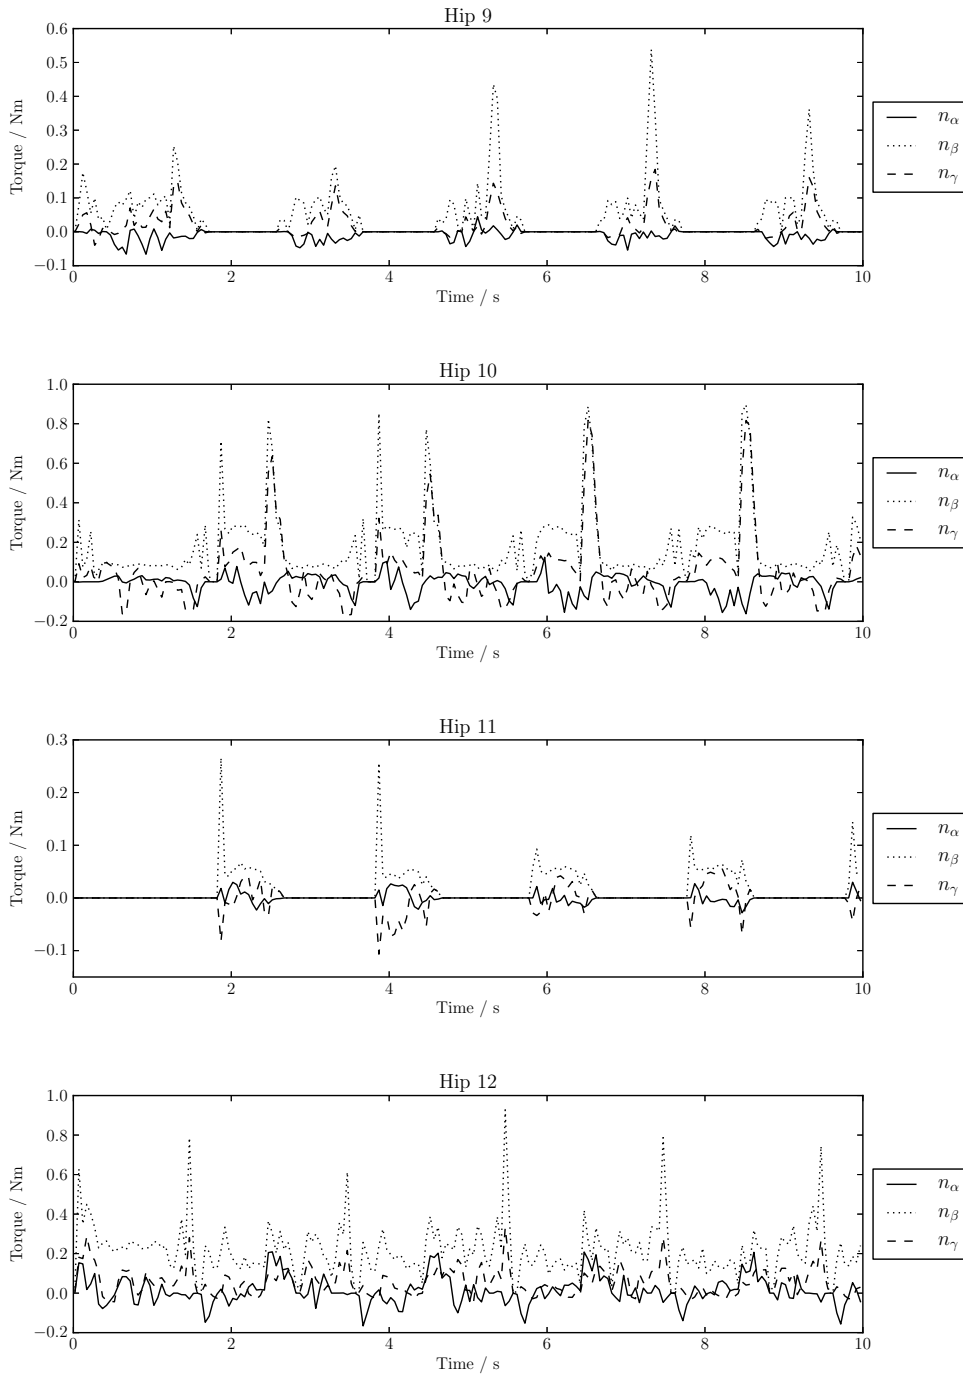 Hip 9
0.6
0.5
0.4
0.3
0.2
0.1
0.0
−0.1
Torque / Nm
0 2 4 6 8 10
Time / s
n_α
n_β
n_γ
Hip 10
1.0
0.8
0.6
0.4
0.2
0.0
−0.2
Torque / Nm
0 2 4 6 8 10
Time / s
n_α
n_β
n_γ
Hip 11
0.3
0.2
0.1
0.0
−0.1
Torque / Nm
0 2 4 6 8 10
Time / s
n_α
n_β
n_γ
Hip 12
1.0
0.8
0.6
0.4
0.2
0.0
−0.2
Torque / Nm
0 2 4 6 8 10
Time / s
n_α
n_β
n_γ